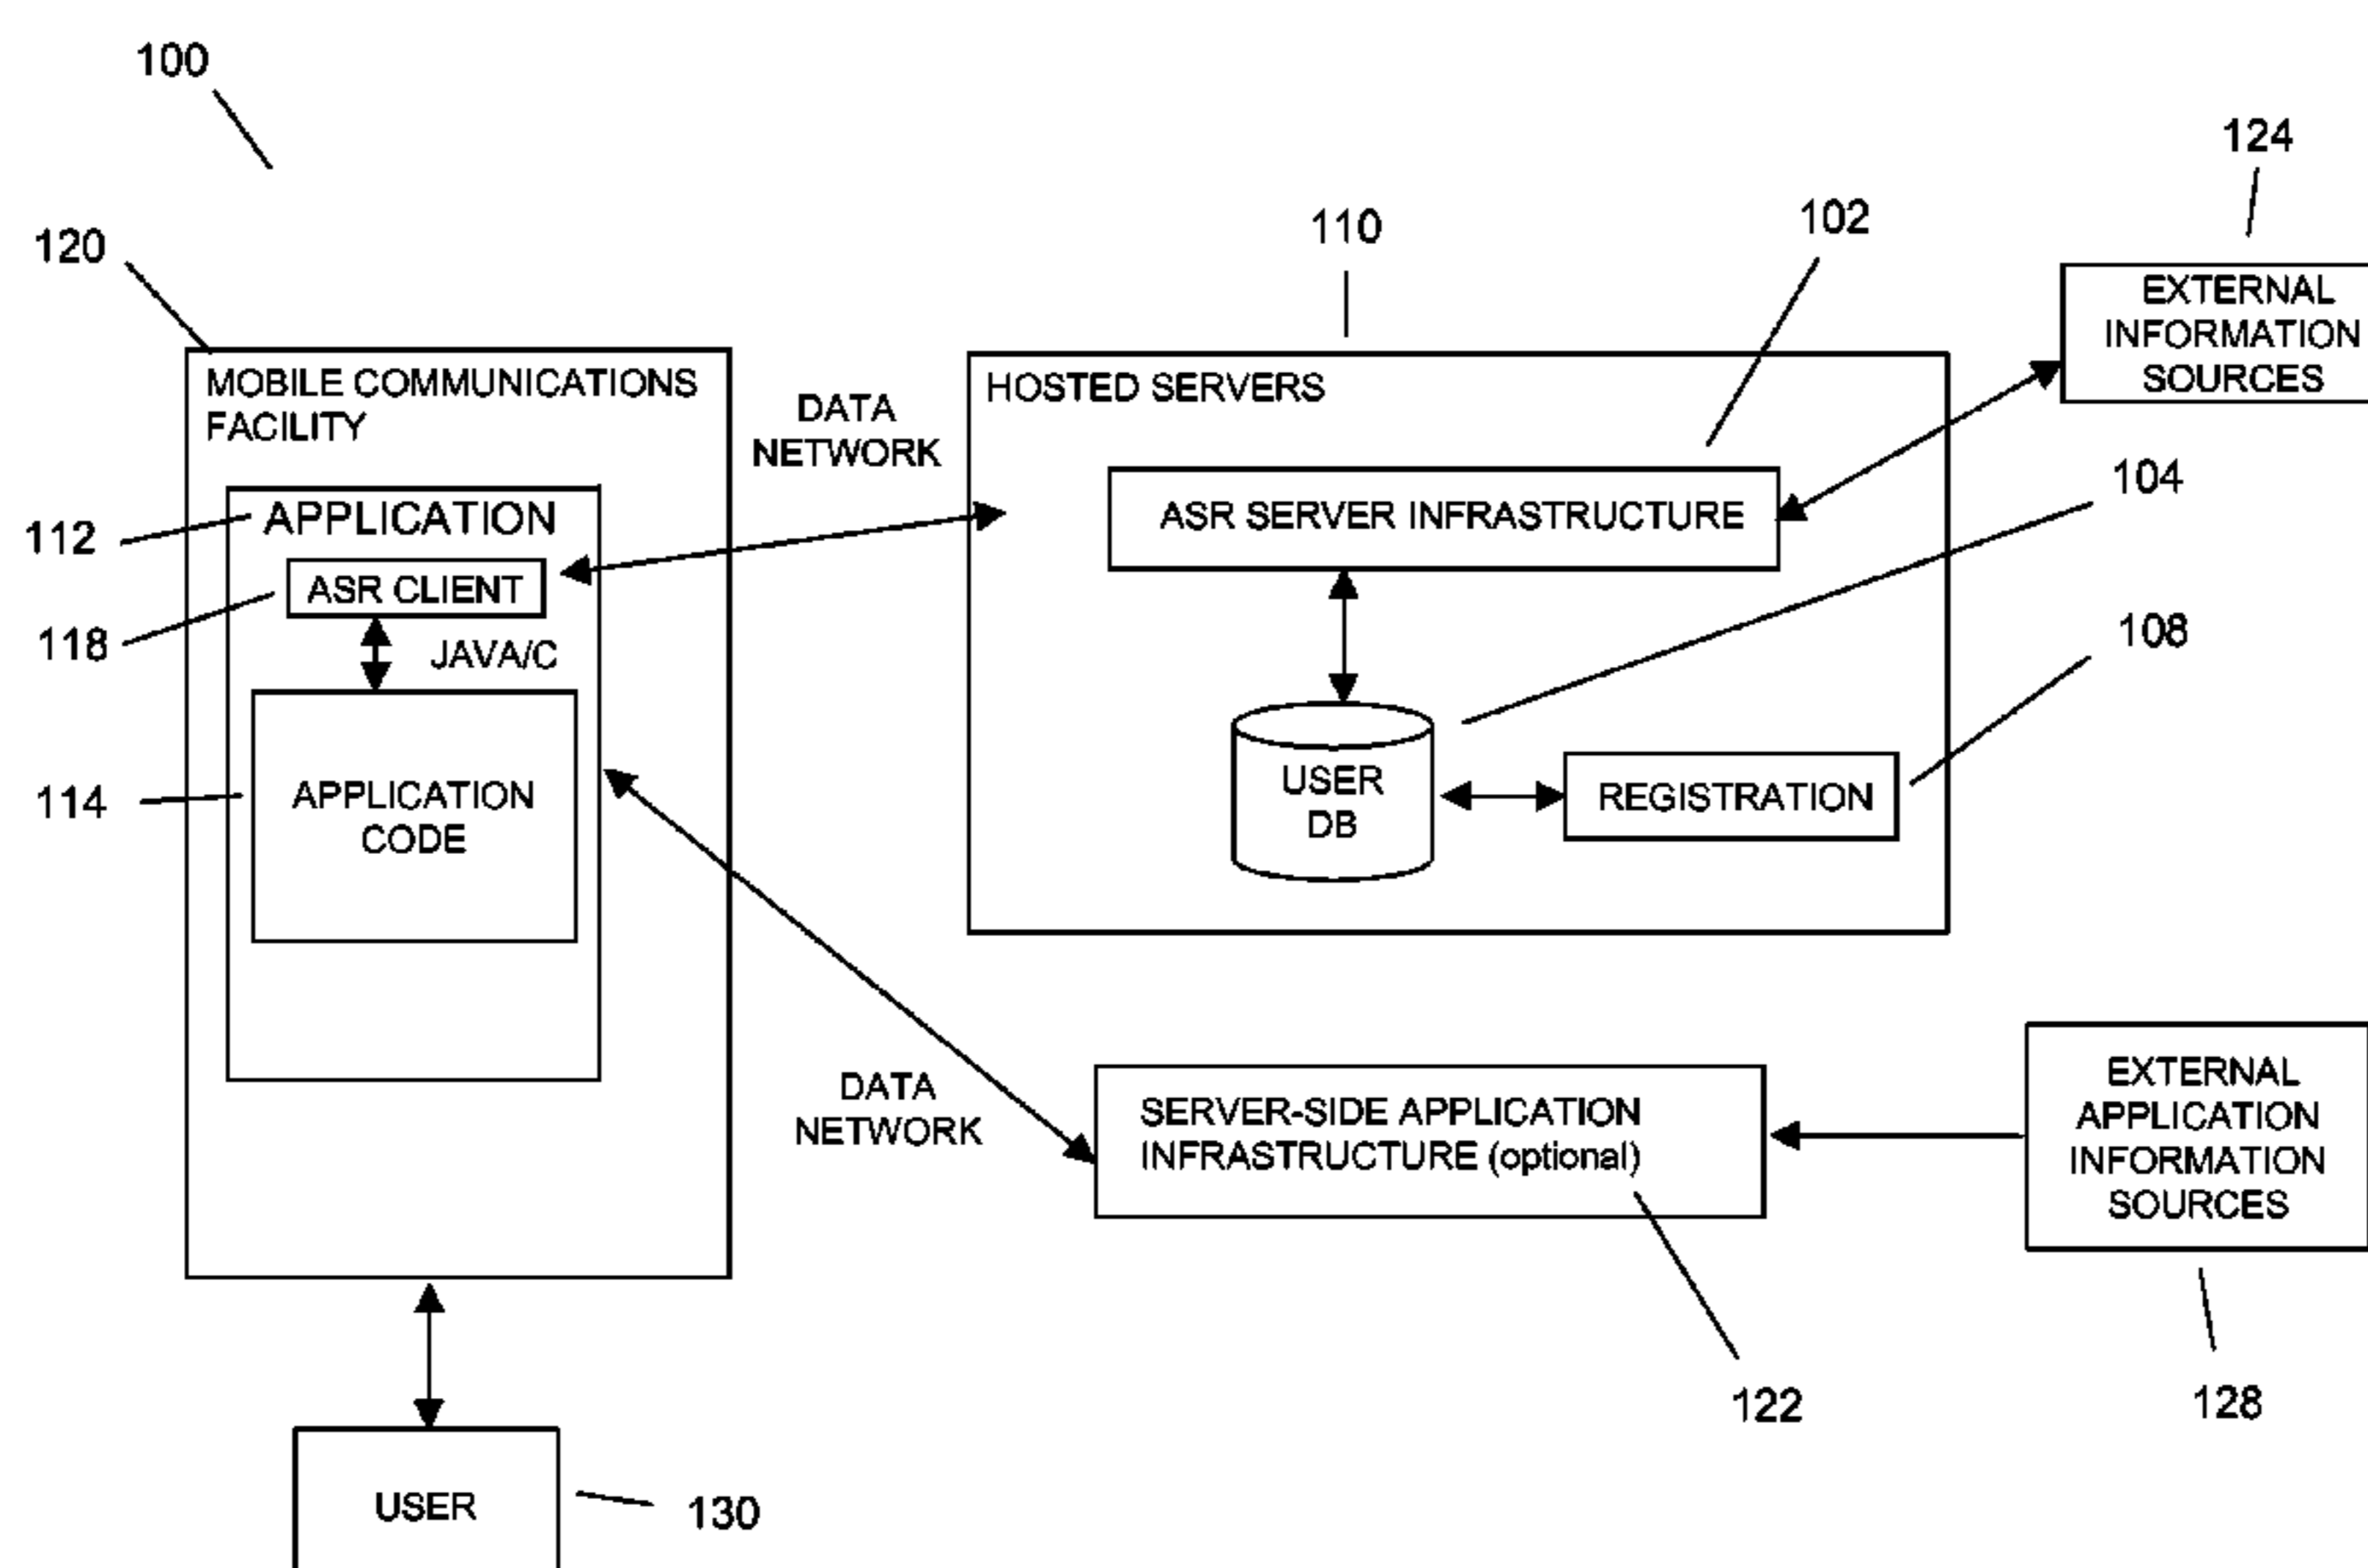 100
120
MOBILE COMMUNICATIONS
FACILITY
112
APPLICATION
118
ASR CLIENT
JAVA/C
114
APPLICATION
CODE
DATA
NETWORK
110
HOSTED SERVERS
102
ASR SERVER INFRASTRUCTURE
124
EXTERNAL
INFORMATION
SOURCES
104
USER
DB
108
REGISTRATION
DATA
NETWORK
SERVER-SIDE APPLICATION
INFRASTRUCTURE (optional)
122
EXTERNAL
APPLICATION
INFORMATION
SOURCES
128
USER
130